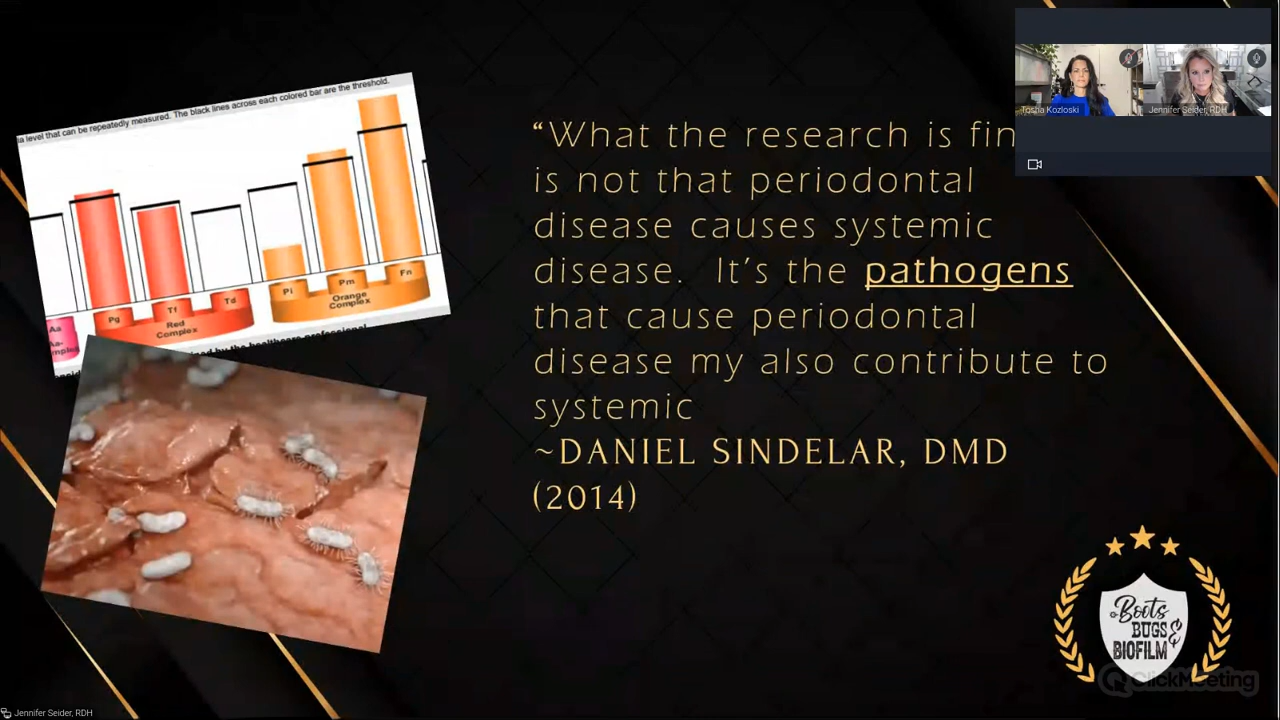 la level that can be repeatedly measured. The black lines across each colored bar are the threshold.
Aa
Pg
Tf
Td
Red
Complex
Pi
Pm
Fn
Orange
Complex
“What the research is fin
is not that periodontal
disease causes systemic
disease. It’s the pathogens
that cause periodontal
disease my also contribute to
systemic
~DANIEL SINDELAR, DMD
(2014)
Tosha Kozloski
Jennifer Seider, RDH
Boots
BUGS &
BIOFILM
ClickMeeting
Jennifer Seider, RDH